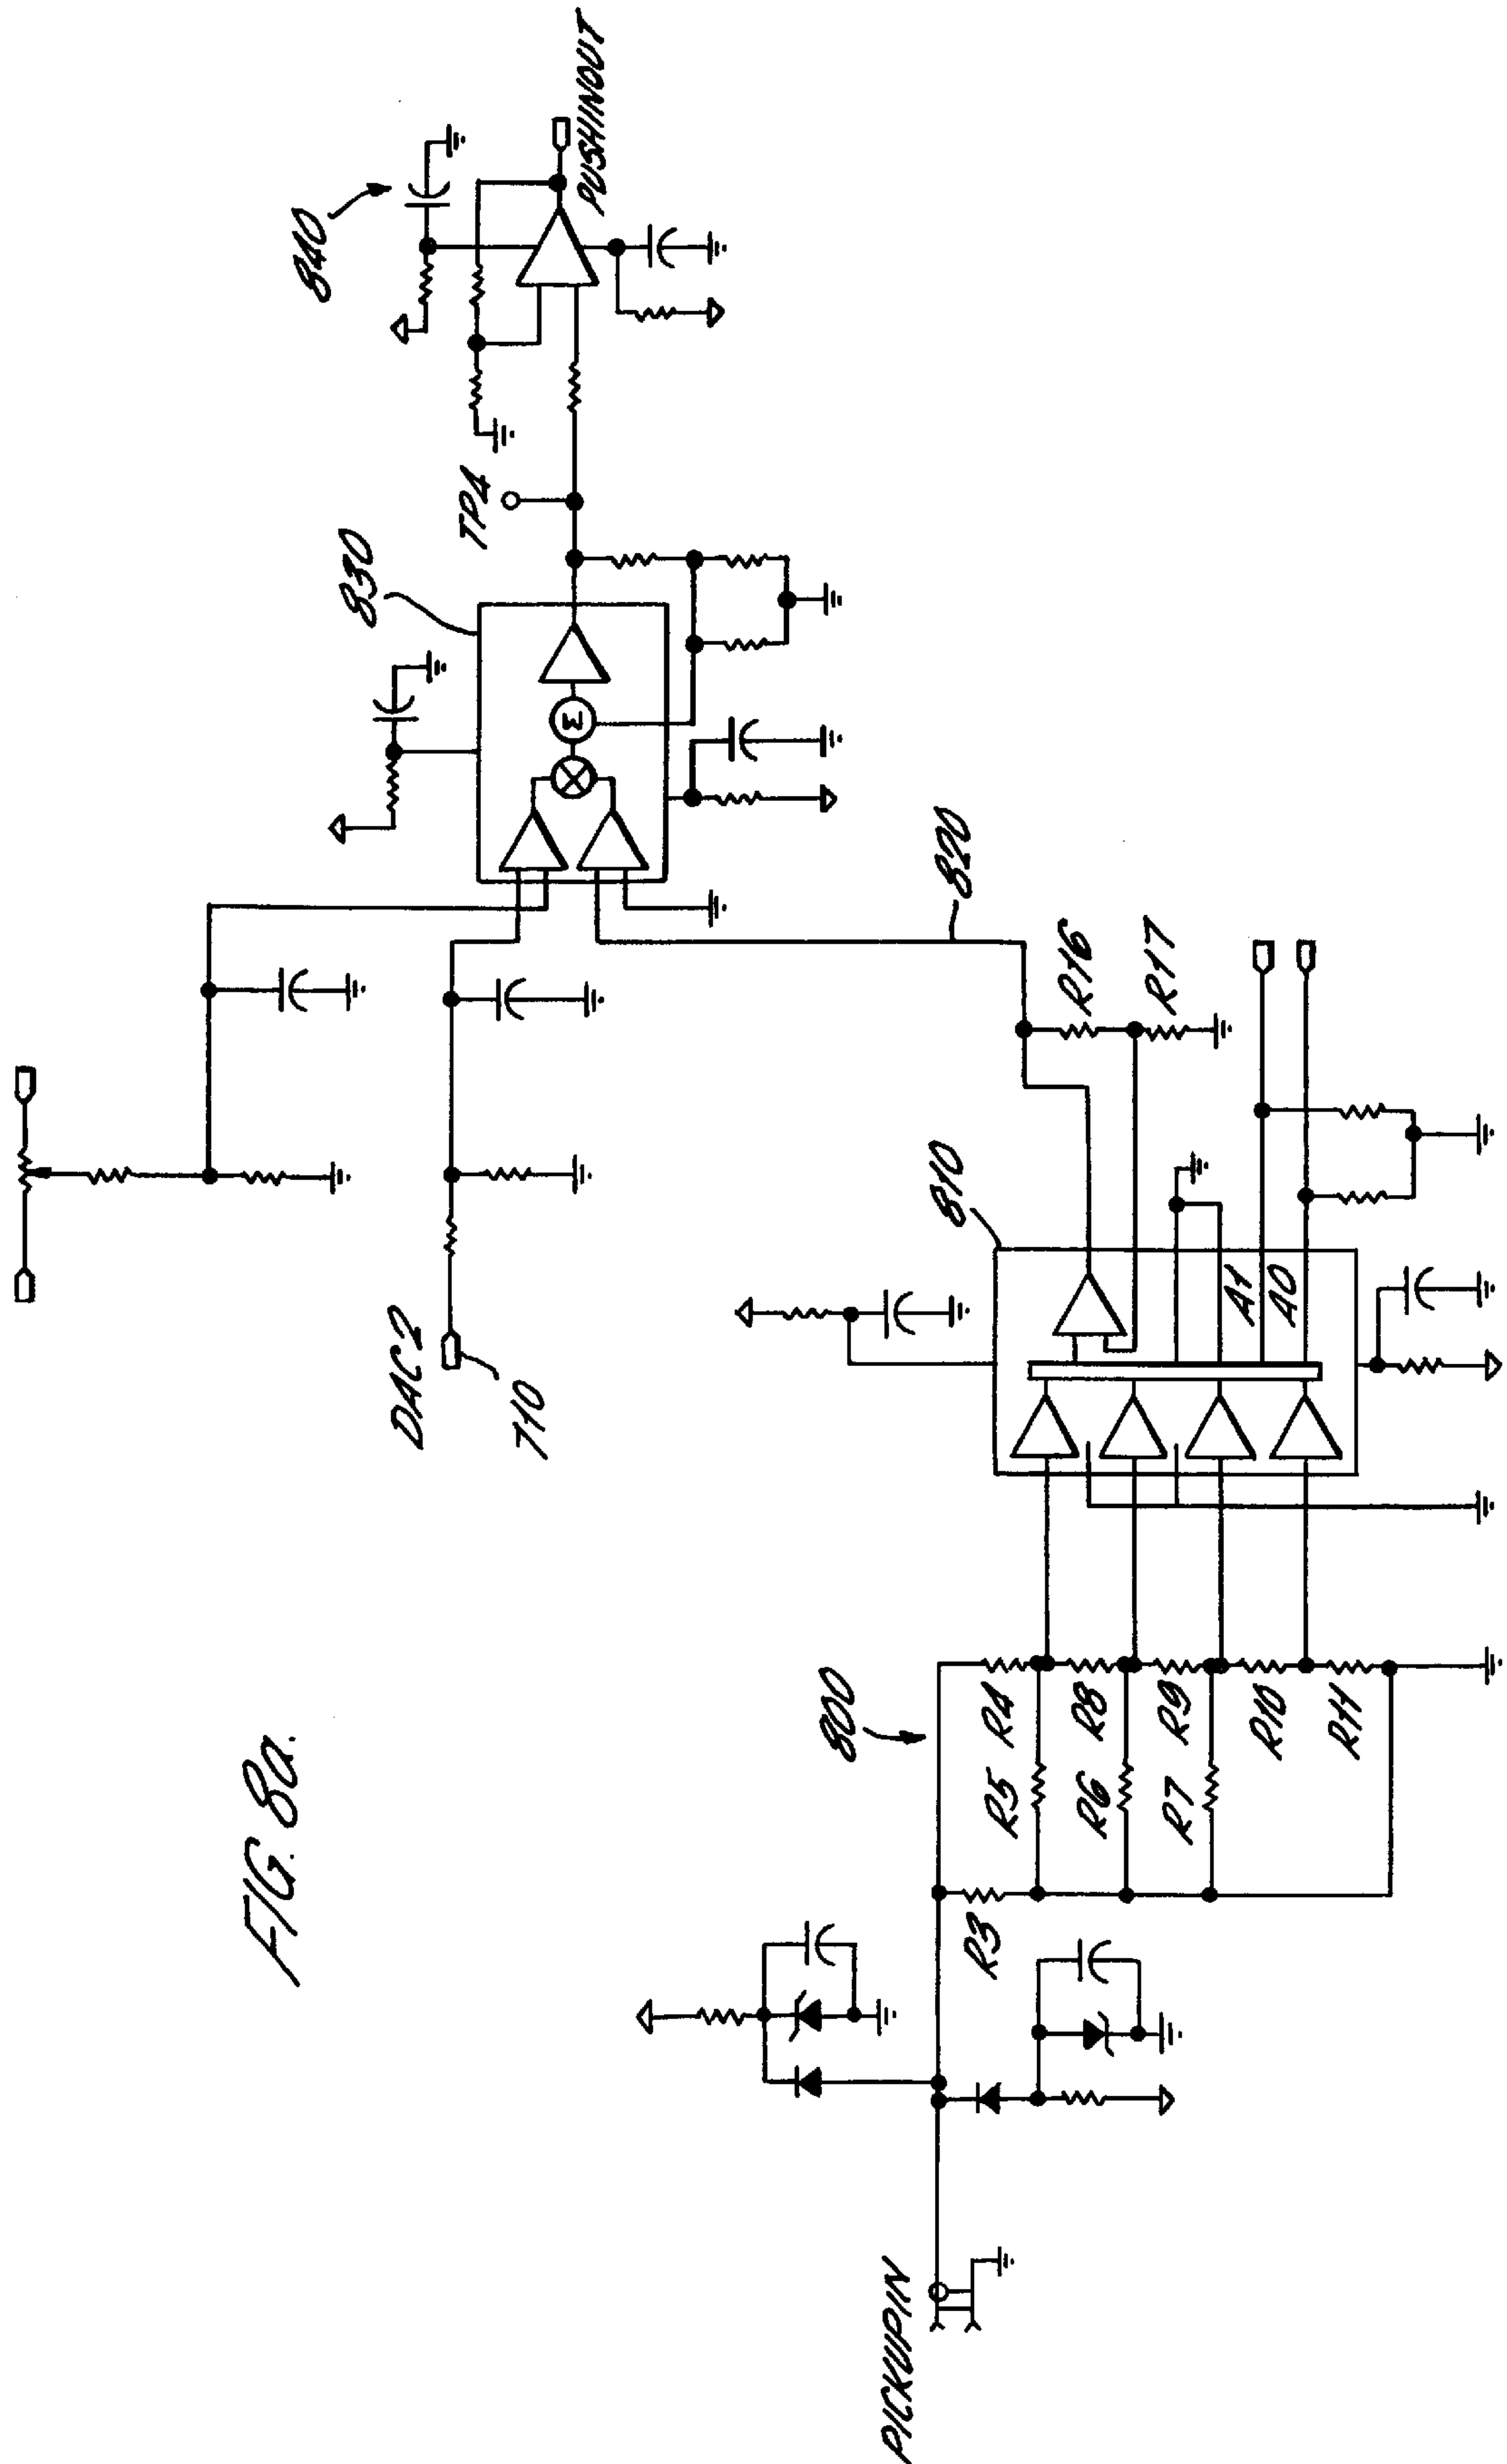 FIG. 8a.
840
PUSHINOUT
TP4
830
820
R16
R17
810
A1
A0
DAC2
710
800
R4
R5
R8
R6
R9
R7
R10
R11
R3
PICKUPIN
Σ